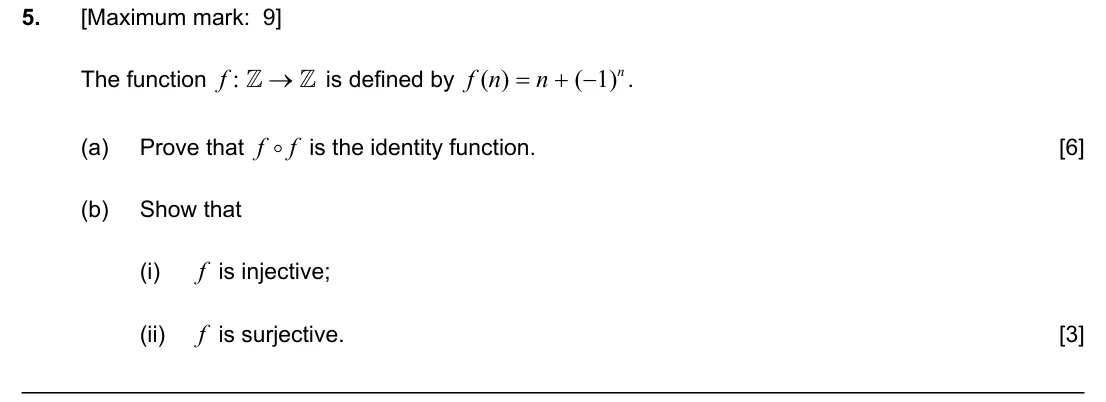 5. [Maximum mark: 9]
The function f : ℤ → ℤ is defined by f(n) = n + (−1)ⁿ.
(a) Prove that f ∘ f is the identity function. [6]
(b) Show that
(i) f is injective;
(ii) f is surjective. [3]